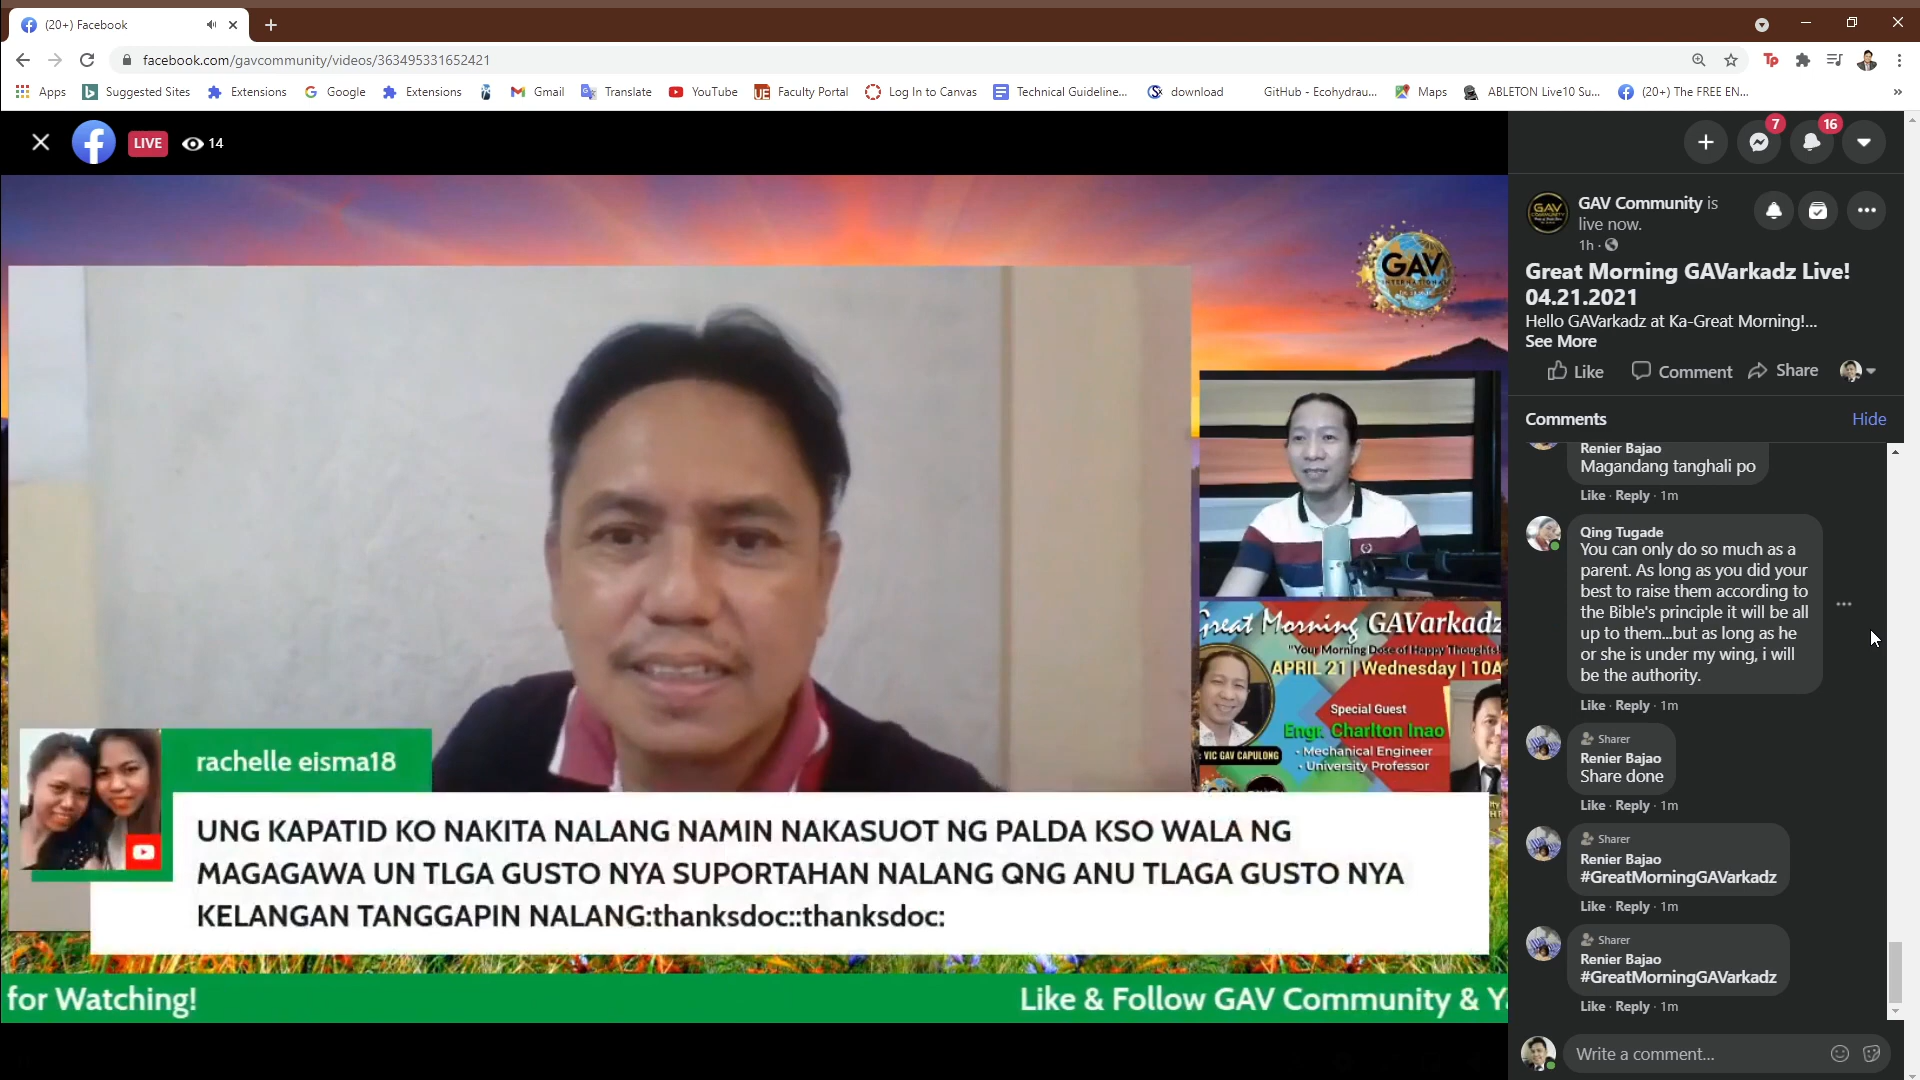 (20+) Facebook
facebook.com/gavcommunity/videos/363495331652421
Apps
Suggested Sites
Extensions
Google
Extensions
Gmail
Translate
YouTube
UE
Faculty Portal
Log In to Canvas
Technical Guideline...
download
GitHub - Ecohydrau...
Maps
ABLETON Live10 Su...
(20+) The FREE EN...
Tp
LIVE
14
7
16
GAV
INTERNATIONAL
Great Morning GAVarkadz
"Your Morning Dose of Happy Thoughts!
APRIL 21 | Wednesday | 10A
Special Guest
Engr. Charlton Inao
- Mechanical Engineer
- University Professor
VIC GAV CAPULONG
rachelle eisma18
UNG KAPATID KO NAKITA NALANG NAMIN NAKASUOT NG PALDA KSO WALA NG
MAGAGAWA UN TLGA GUSTO NYA SUPORTAHAN NALANG QNG ANU TLAGA GUSTO NYA
KELANGAN TANGGAPIN NALANG:thanksdoc::thanksdoc:
for Watching!
Like & Follow GAV Community & Y
GAV
GAV Community is
live now.
1h ·
Great Morning GAVarkadz Live!
04.21.2021
Hello GAVarkadz at Ka-Great Morning!...
See More
Like
Comment
Share
Comments
Hide
Renier Bajao
Magandang tanghali po
Like · Reply · 1m
Qing Tugade
You can only do so much as a
parent. As long as you did your
best to raise them according to
the Bible's principle it will be all
up to them...but as long as he
or she is under my wing, i will
be the authority.
Like · Reply · 1m
Sharer
Renier Bajao
Share done
Like · Reply · 1m
Sharer
Renier Bajao
#GreatMorningGAVarkadz
Like · Reply · 1m
Sharer
Renier Bajao
#GreatMorningGAVarkadz
Like · Reply · 1m
Write a comment...